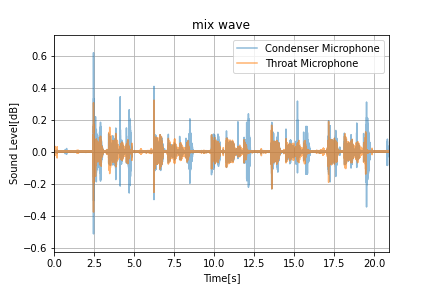 mix wave
Condenser Microphone
Throat Microphone
Sound Level[dB]
0.6
0.4
0.2
0.0
−0.2
−0.4
−0.6
0.0 2.5 5.0 7.5 10.0 12.5 15.0 17.5 20.0
Time[s]